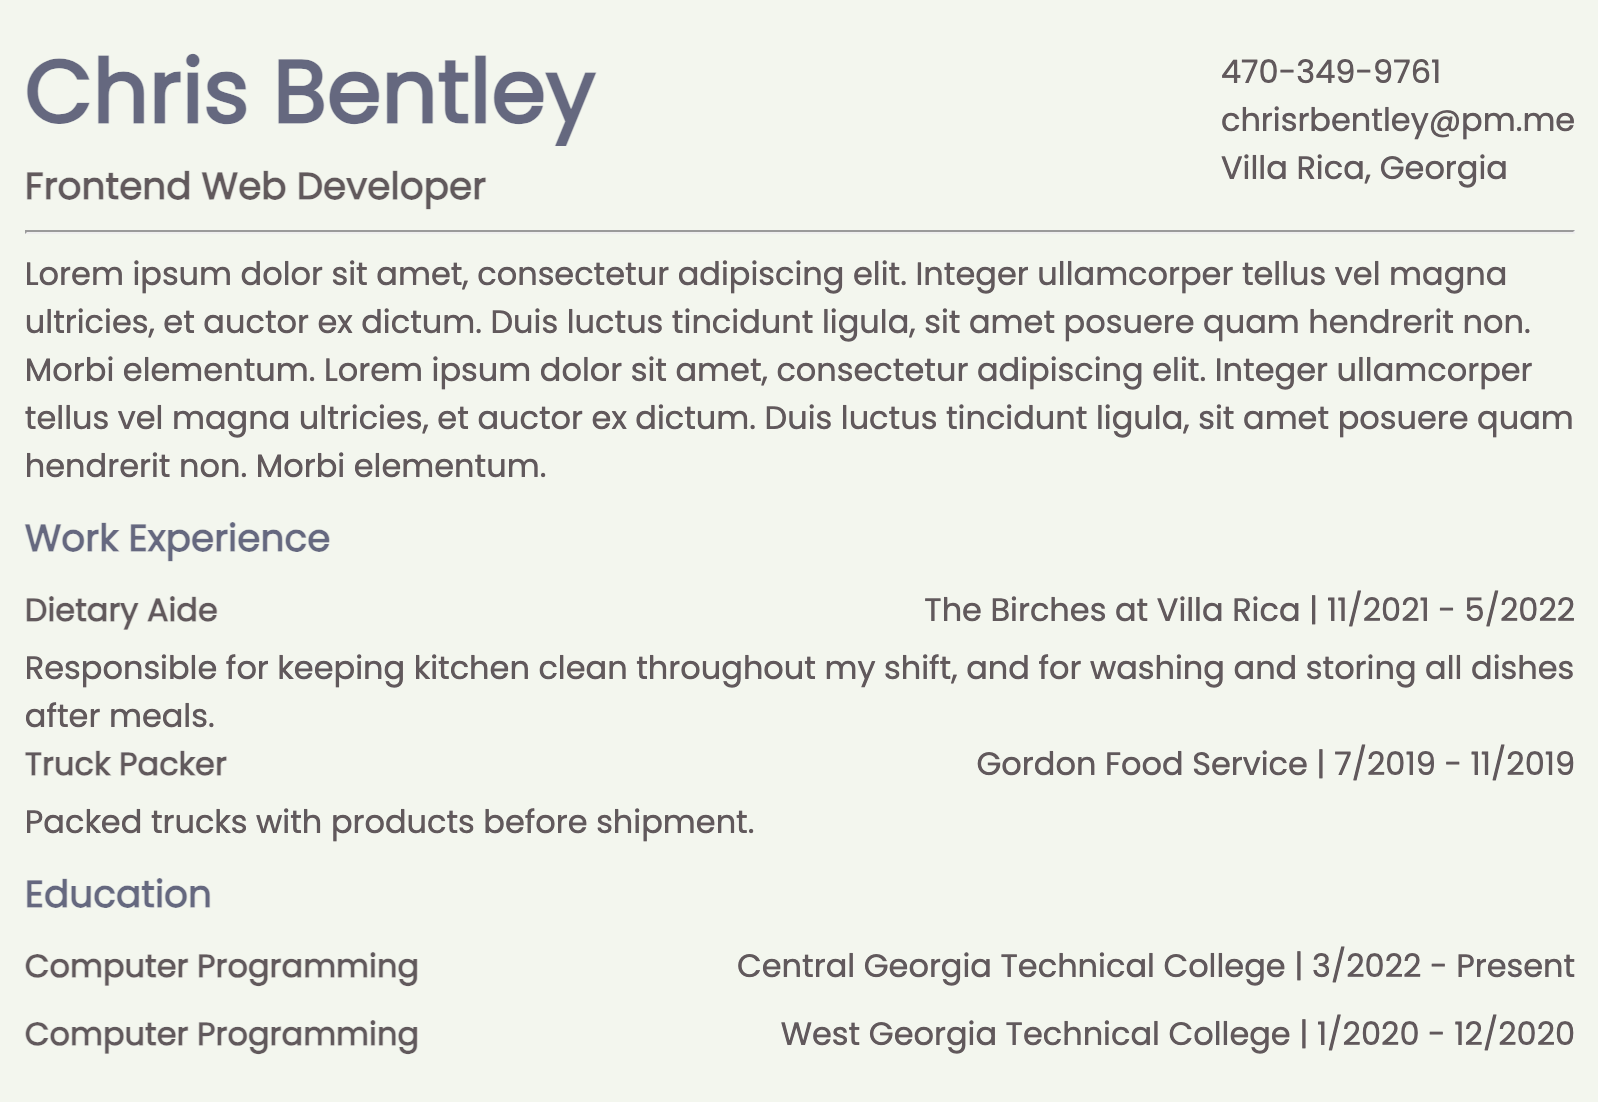 Chris Bentley
Frontend Web Developer
470-349-9761
chrisrbentley@pm.me
Villa Rica, Georgia
Lorem ipsum dolor sit amet, consectetur adipiscing elit. Integer ullamcorper tellus vel magna
ultricies, et auctor ex dictum. Duis luctus tincidunt ligula, sit amet posuere quam hendrerit non.
Morbi elementum. Lorem ipsum dolor sit amet, consectetur adipiscing elit. Integer ullamcorper
tellus vel magna ultricies, et auctor ex dictum. Duis luctus tincidunt ligula, sit amet posuere quam
hendrerit non. Morbi elementum.
Work Experience
Dietary Aide The Birches at Villa Rica | 11/2021 - 5/2022
Responsible for keeping kitchen clean throughout my shift, and for washing and storing all dishes
after meals.
Truck Packer Gordon Food Service | 7/2019 - 11/2019
Packed trucks with products before shipment.
Education
Computer Programming Central Georgia Technical College | 3/2022 - Present
Computer Programming West Georgia Technical College | 1/2020 - 12/2020